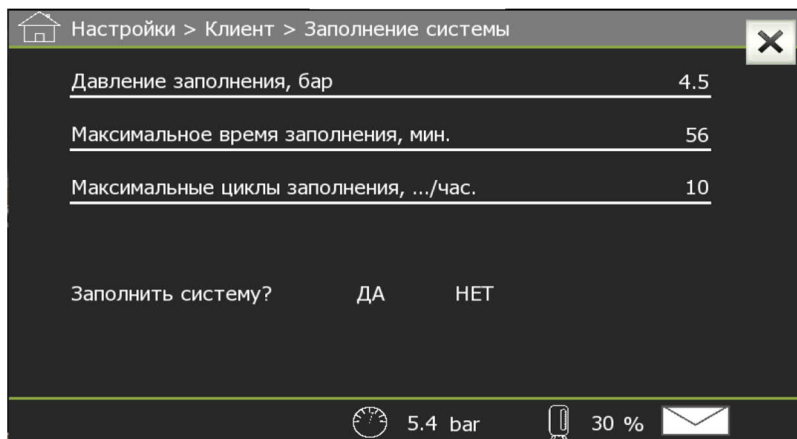 Настройки > Клиент > Заполнение системы
Давление заполнения, бар 4.5
Максимальное время заполнения, мин. 56
Максимальные циклы заполнения, .../час. 10
Заполнить систему? ДА НЕТ
5.4 bar 30 %